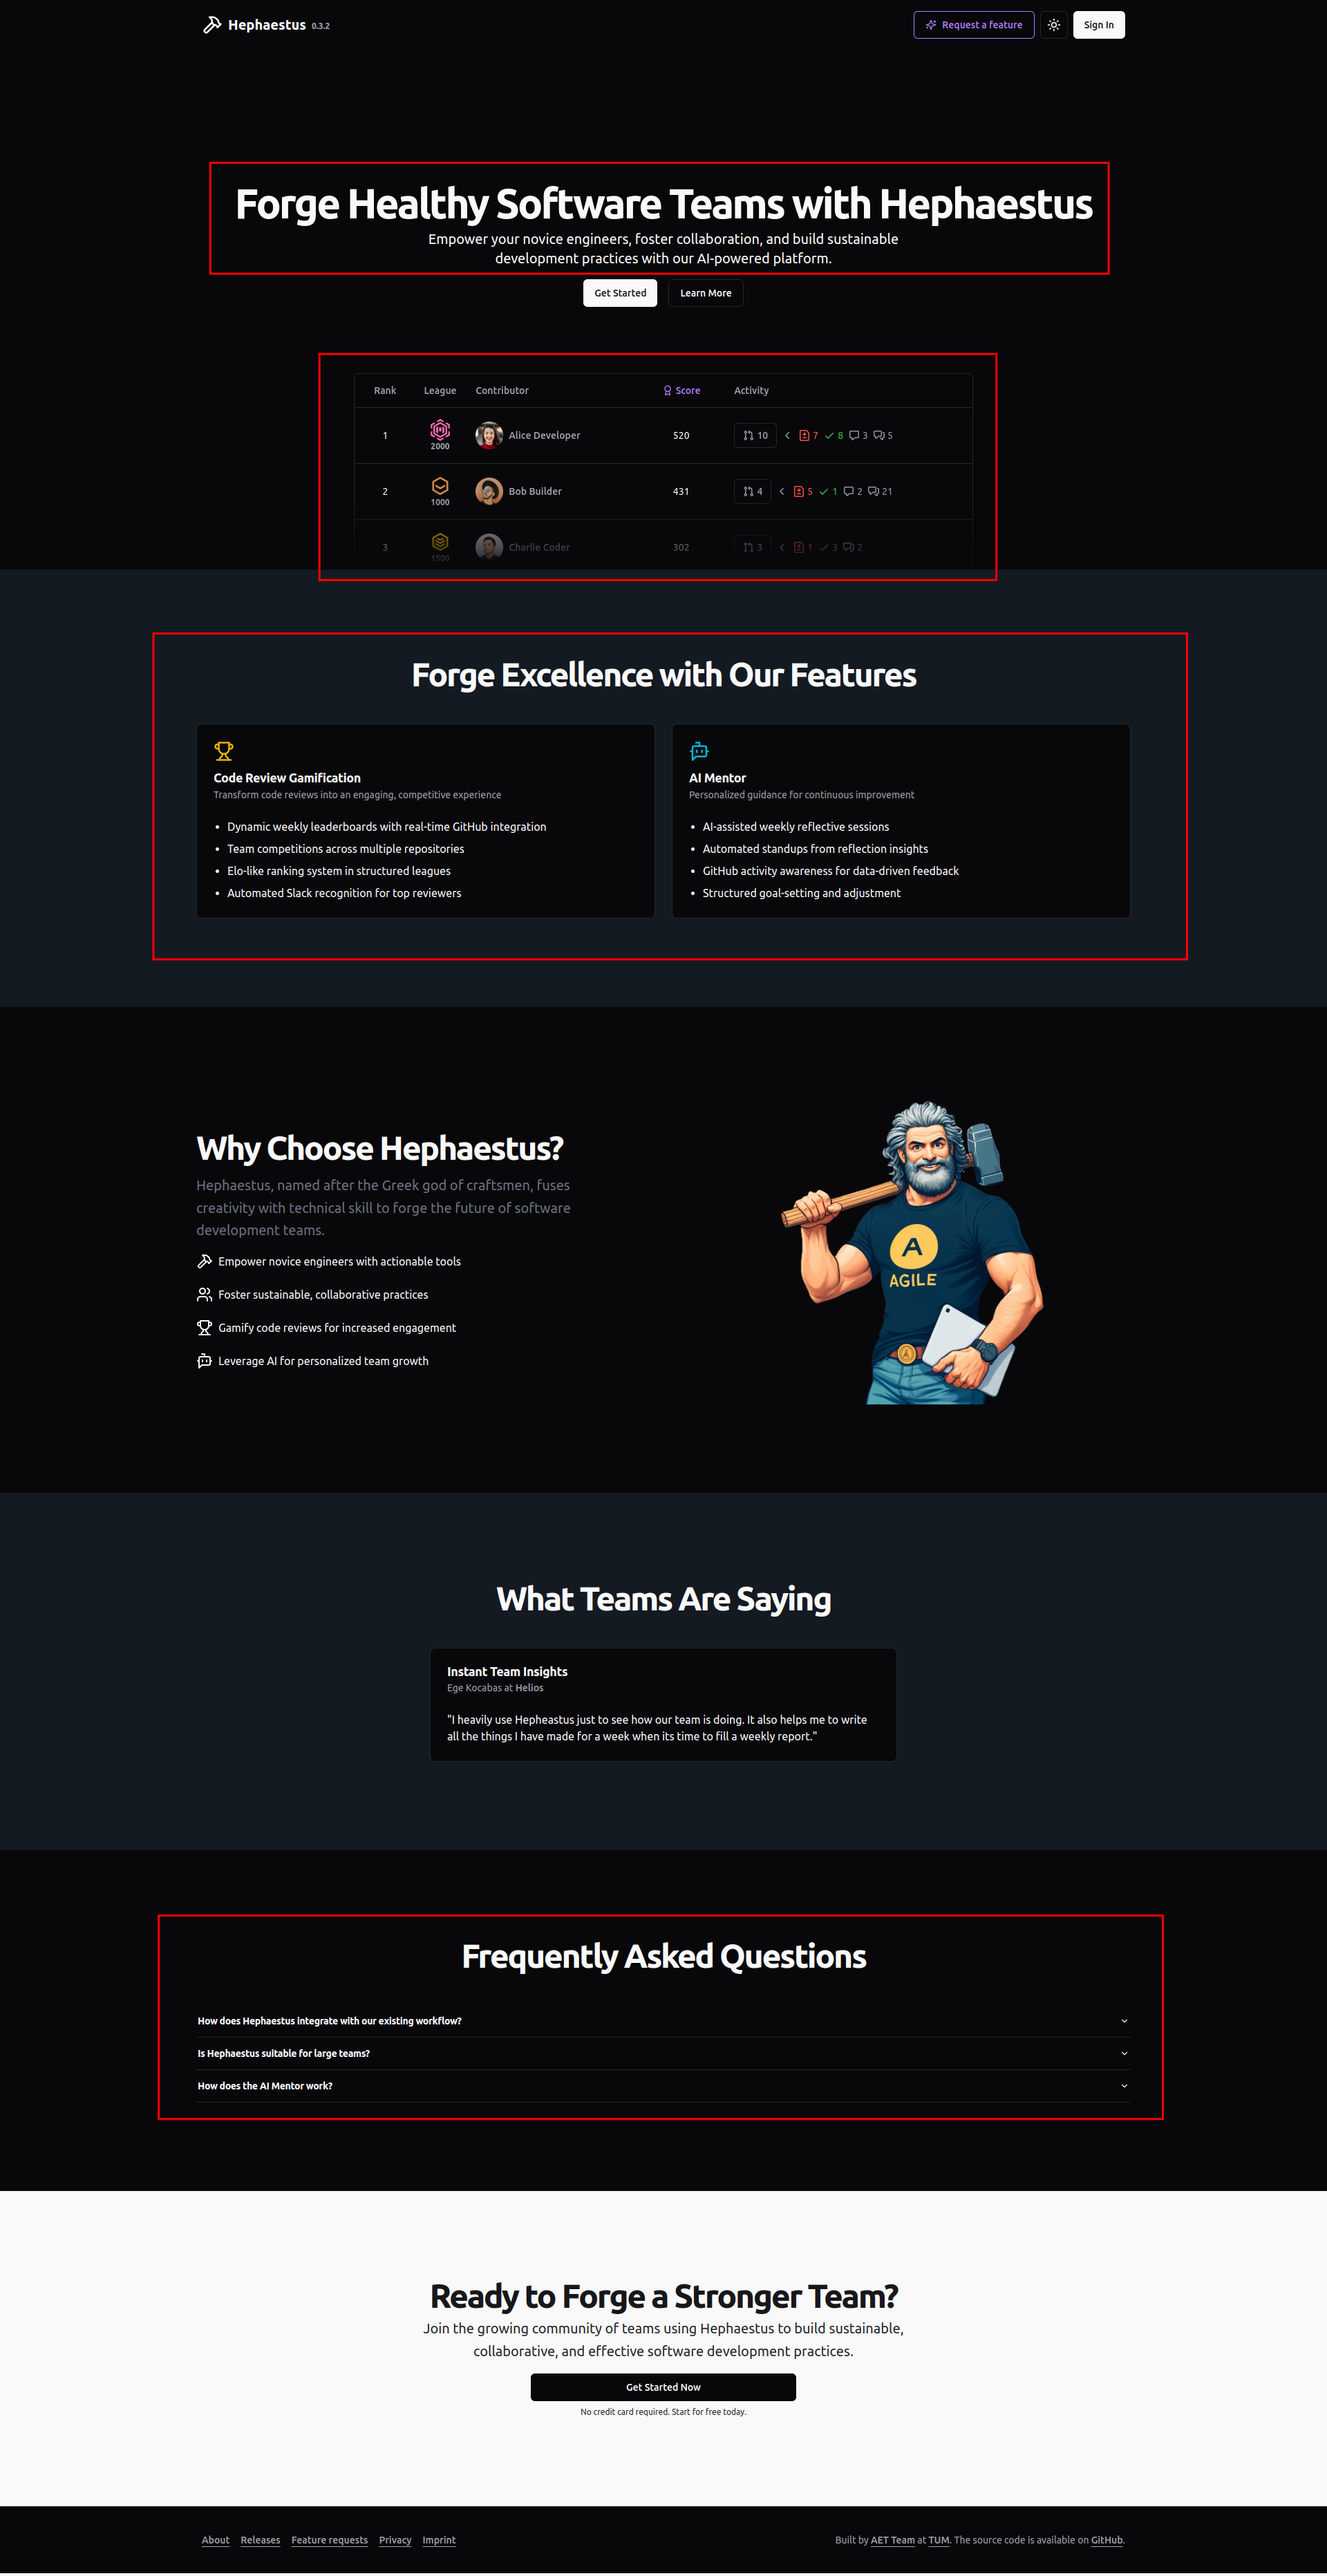 Hephaestus 0.3.2
Request a feature
Sign In
Forge Healthy Software Teams with Hephaestus
Empower your novice engineers, foster collaboration, and build sustainable
development practices with our AI-powered platform.
Get Started Learn More
Rank League Contributor Score Activity
1 2000 Alice Developer 520 10 7 8 3 5
2 1000 Bob Builder 431 4 5 1 2 21
3 1500 Charlie Coder 302 3 1 3 2
Forge Excellence with Our Features
Code Review Gamification
Transform code reviews into an engaging, competitive experience
• Dynamic weekly leaderboards with real-time GitHub integration
• Team competitions across multiple repositories
• Elo-like ranking system in structured leagues
• Automated Slack recognition for top reviewers
AI Mentor
Personalized guidance for continuous improvement
• AI-assisted weekly reflective sessions
• Automated standups from reflection insights
• GitHub activity awareness for data-driven feedback
• Structured goal-setting and adjustment
Why Choose Hephaestus?
Hephaestus, named after the Greek god of craftsmen, fuses
creativity with technical skill to forge the future of software
development teams.
Empower novice engineers with actionable tools
Foster sustainable, collaborative practices
Gamify code reviews for increased engagement
Leverage AI for personalized team growth
A
AGILE
A
What Teams Are Saying
Instant Team Insights
Ege Kocabas at Helios
"I heavily use Hepheastus just to see how our team is doing. It also helps me to write
all the things I have made for a week when its time to fill a weekly report."
Frequently Asked Questions
How does Hephaestus integrate with our existing workflow?
Is Hephaestus suitable for large teams?
How does the AI Mentor work?
Ready to Forge a Stronger Team?
Join the growing community of teams using Hephaestus to build sustainable,
collaborative, and effective software development practices.
Get Started Now
No credit card required. Start for free today.
About Releases Feature requests Privacy Imprint
Built by AET Team at TUM. The source code is available on GitHub.